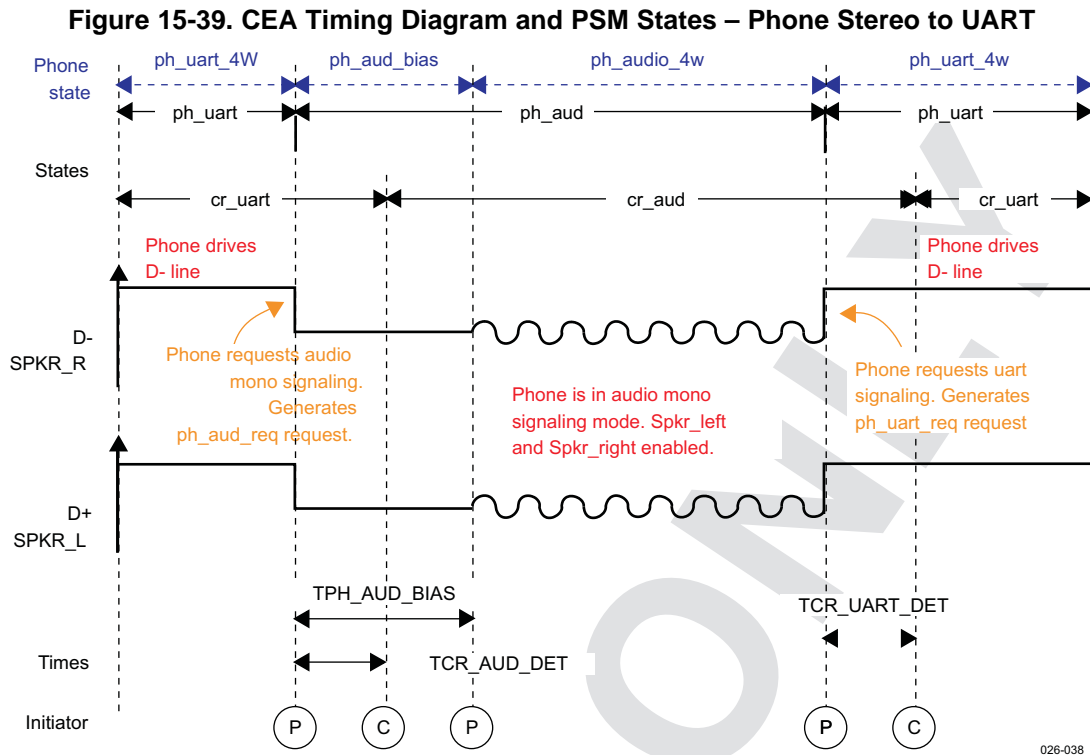 Figure 15-39. CEA Timing Diagram and PSM States – Phone Stereo to UART
Phone
state
ph_uart_4W
ph_aud_bias
ph_audio_4w
ph_uart_4w
ph_uart
ph_aud
ph_uart
States
cr_uart
cr_aud
cr_uart
Phone drives
D- line
Phone drives
D- line
D-
SPKR_R
Phone requests audio
mono signaling.
Generates
ph_aud_req request.
Phone is in audio mono
signaling mode. Spkr_left
and Spkr_right enabled.
Phone requests uart
signaling. Generates
ph_uart_req request
D+
SPKR_L
TPH_AUD_BIAS
TCR_UART_DET
Times
TCR_AUD_DET
Initiator
P
C
P
P
C
026-038
ONLY